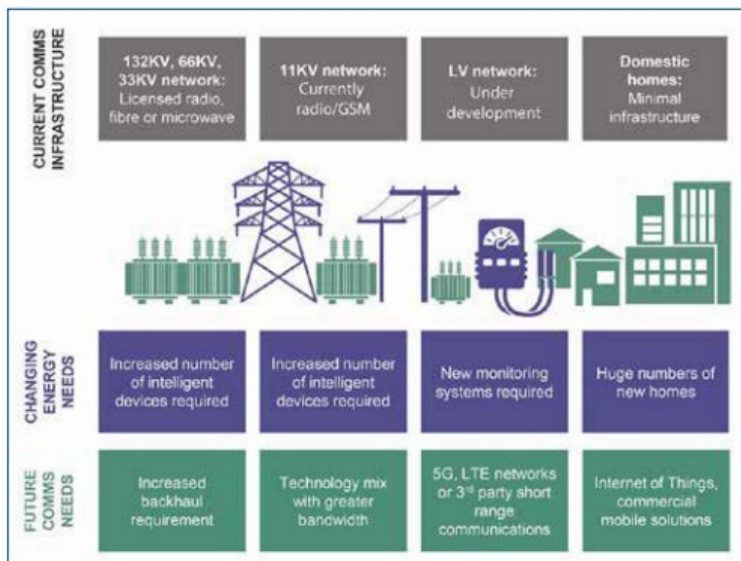 CURRENT COMMS
INFRASTRUCTURE
132KV, 66KV,
33KV network:
Licensed radio,
fibre or microwave
11KV network:
Currently
radio/GSM
LV network:
Under
development
Domestic
homes:
Minimal
infrastructure
CHANGING
ENERGY
NEEDS
Increased number
of intelligent
devices required
Increased number
of intelligent
devices required
New monitoring
systems required
Huge numbers of
new homes
FUTURE
COMMS
NEEDS
Increased
backhaul
requirement
Technology mix
with greater
bandwidth
5G, LTE networks
or 3rd party short
range
communications
Internet of Things,
commercial
mobile solutions